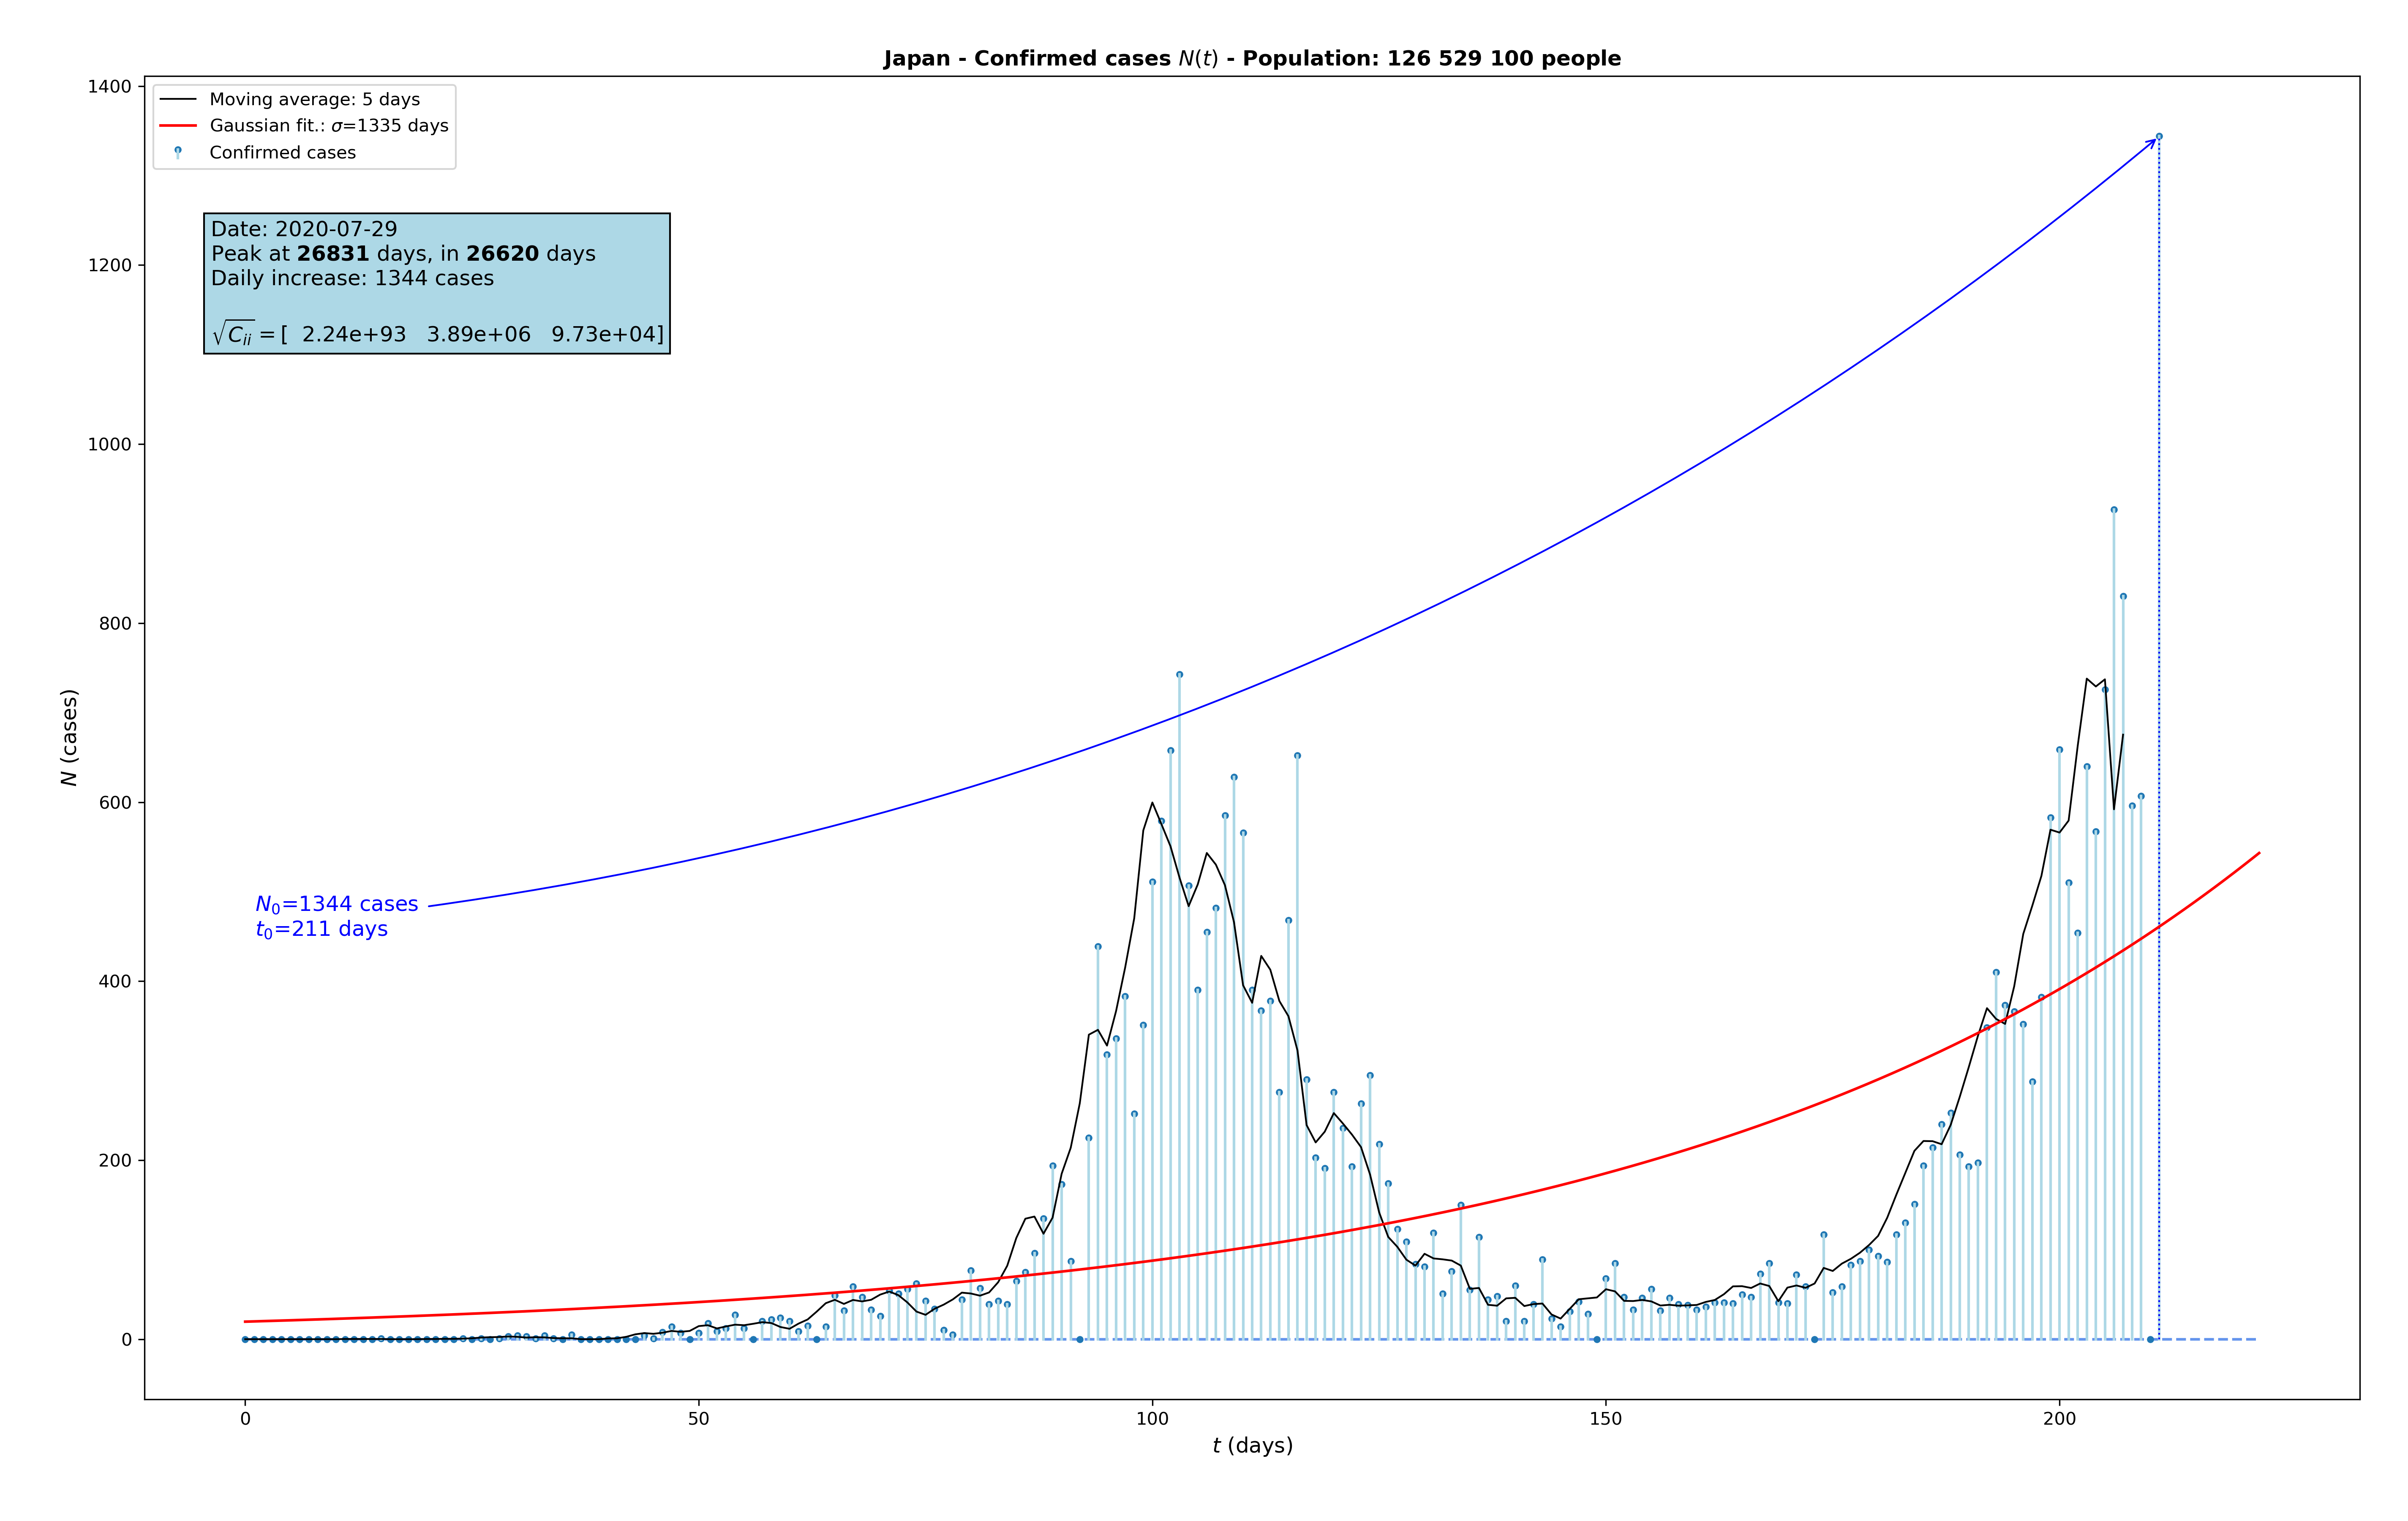 Japan - Confirmed cases N(t) - Population: 126 529 100 people
Moving average: 5 days
Gaussian fit.: σ=1335 days
Confirmed cases
Date: 2020-07-29
Peak at 26831 days, in 26620 days
Daily increase: 1344 cases
√Cᵢᵢ = [ 2.24e+93 3.89e+06 9.73e+04]
N₀=1344 cases
t₀=211 days
N (cases)
1400
1200
1000
800
600
400
200
0
0 50 100 150 200
t (days)